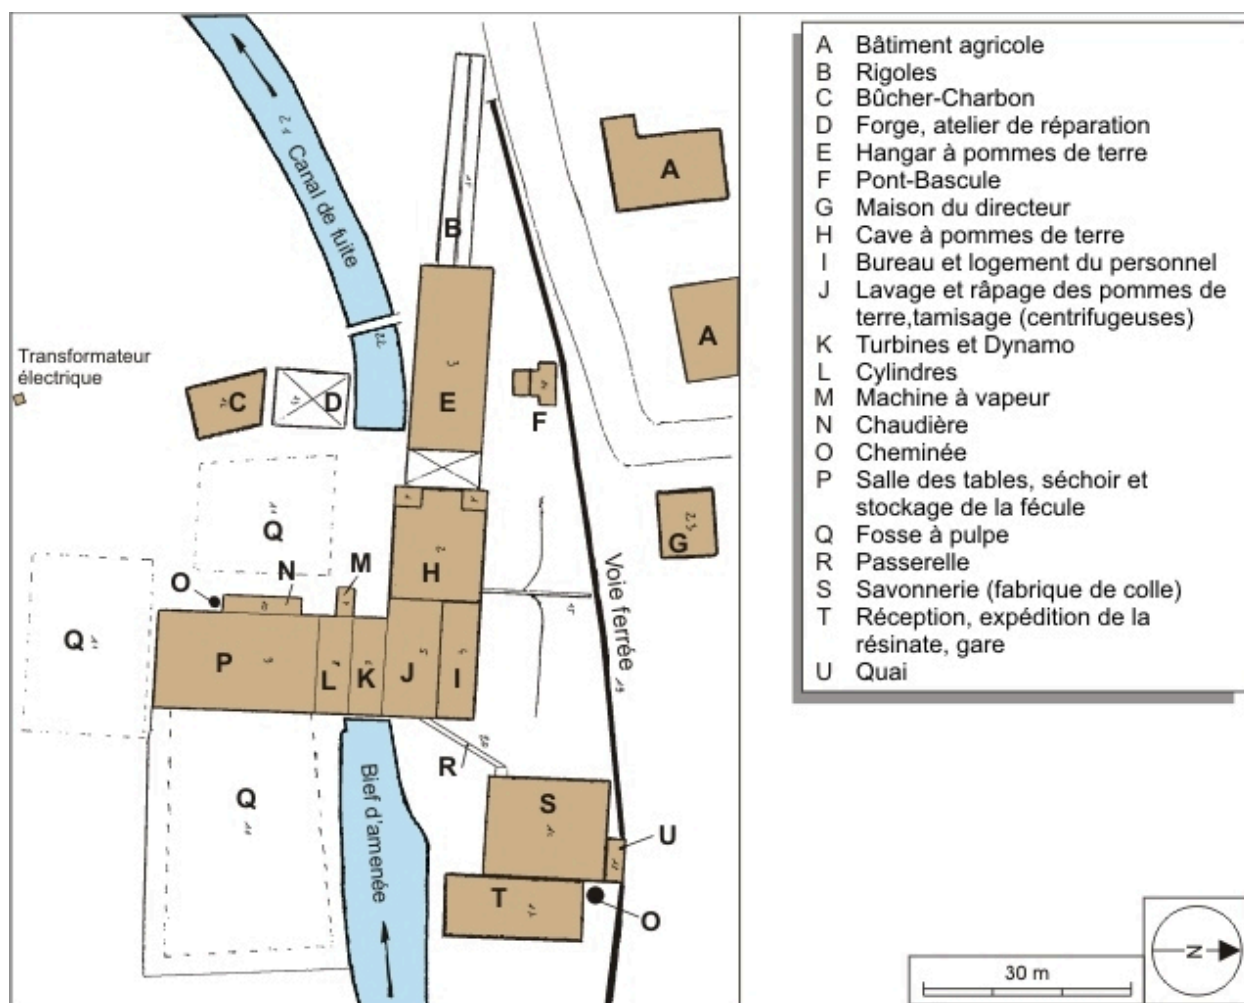 A Bâtiment agricole
B Rigoles
C Bûcher-Charbon
D Forge, atelier de réparation
E Hangar à pommes de terre
F Pont-Bascule
G Maison du directeur
H Cave à pommes de terre
I Bureau et logement du personnel
J Lavage et râpage des pommes de
terre,tamisage (centrifugeuses)
K Turbines et Dynamo
L Cylindres
M Machine à vapeur
N Chaudière
O Cheminée
P Salle des tables, séchoir et
stockage de la fécule
Q Fosse à pulpe
R Passerelle
S Savonnerie (fabrique de colle)
T Réception, expédition de la
résinate, gare
U Quai
Canal de fuite
A
B
A
Transformateur
électrique
C
D
E
F
Q
G
O
N
M
H
Voie ferrée
Q
P
L
K
J
I
R
Q
Bief d'amenée
S
U
T
O
30 m
N